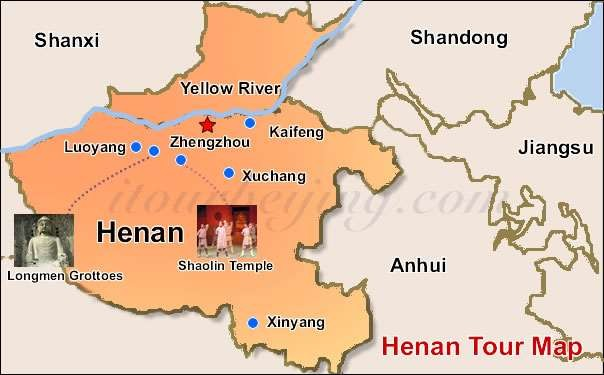 Shanxi
Shandong
Yellow River
Zhengzhou
Kaifeng
Luoyang
Jiangsu
Xuchang
itourbeijing.com
Henan
Longmen Grottoes
Shaolin Temple
Anhui
Xinyang
Henan Tour Map